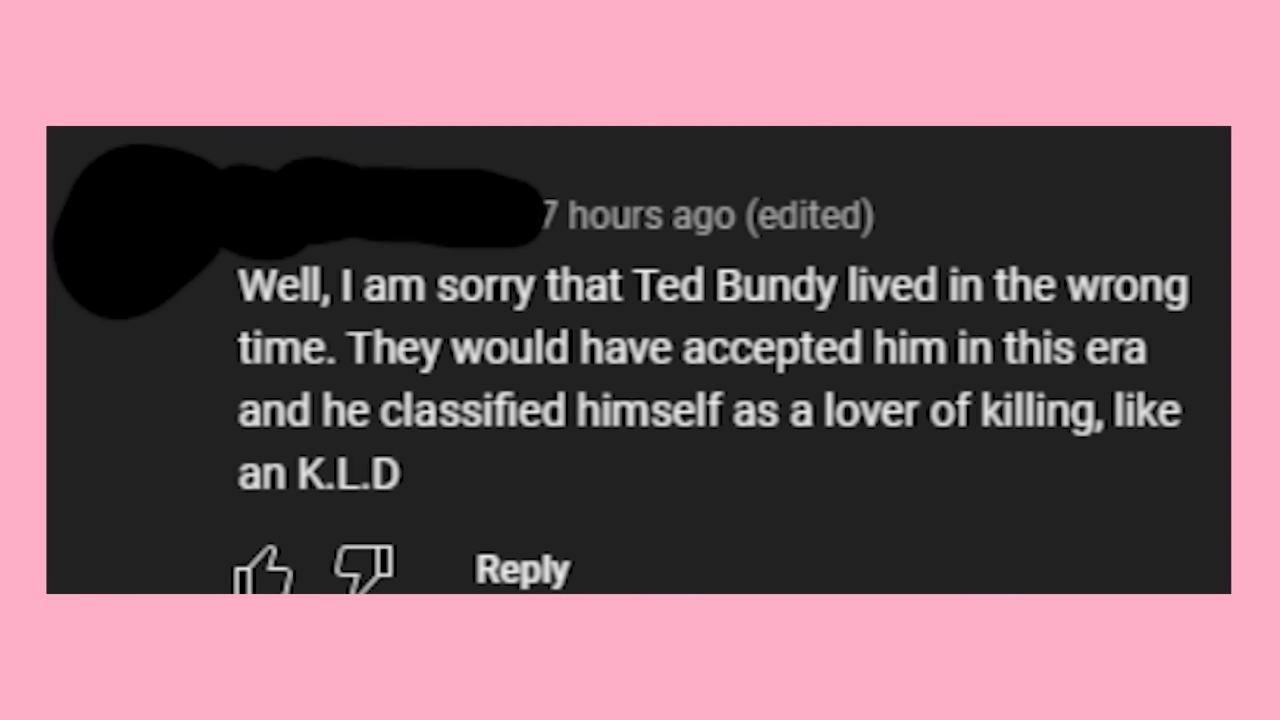 7 hours ago (edited)
Well, I am sorry that Ted Bundy lived in the wrong
time. They would have accepted him in this era
and he classified himself as a lover of killing, like
an K.L.D
Reply